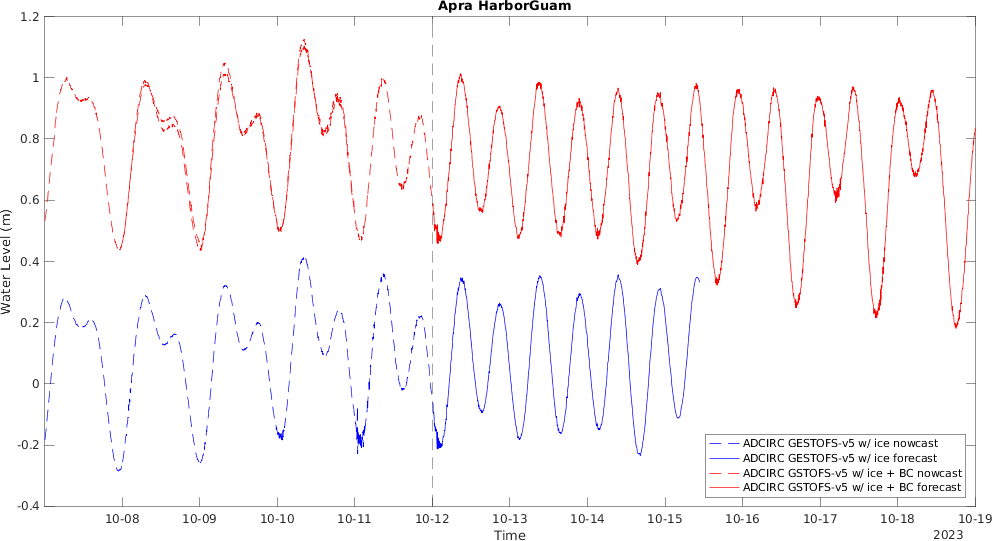 Apra HarborGuam
1.2
1
0.8
0.6
0.4
0.2
0
-0.2
-0.4
Water Level (m)
10-08 10-09 10-10 10-11 10-12 10-13 10-14 10-15 10-16 10-17 10-18 10-19
Time
2023
ADCIRC GESTOFS-v5 w/ ice nowcast
ADCIRC GESTOFS-v5 w/ ice forecast
ADCIRC GSTOFS-v5 w/ ice + BC nowcast
ADCIRC GSTOFS-v5 w/ ice + BC forecast